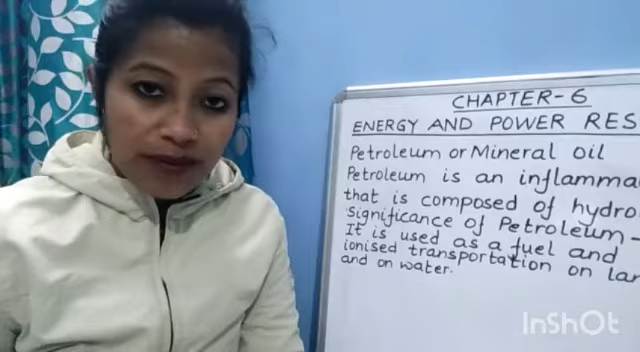 CHAPTER-6
ENERGY AND POWER RES
Petroleum or Mineral oil
Petroleum is an inflamma
that is composed of hydro
Significance of Petroleum-
It is used as a fuel and
ionised transportation on lan
and on water.
InShOt